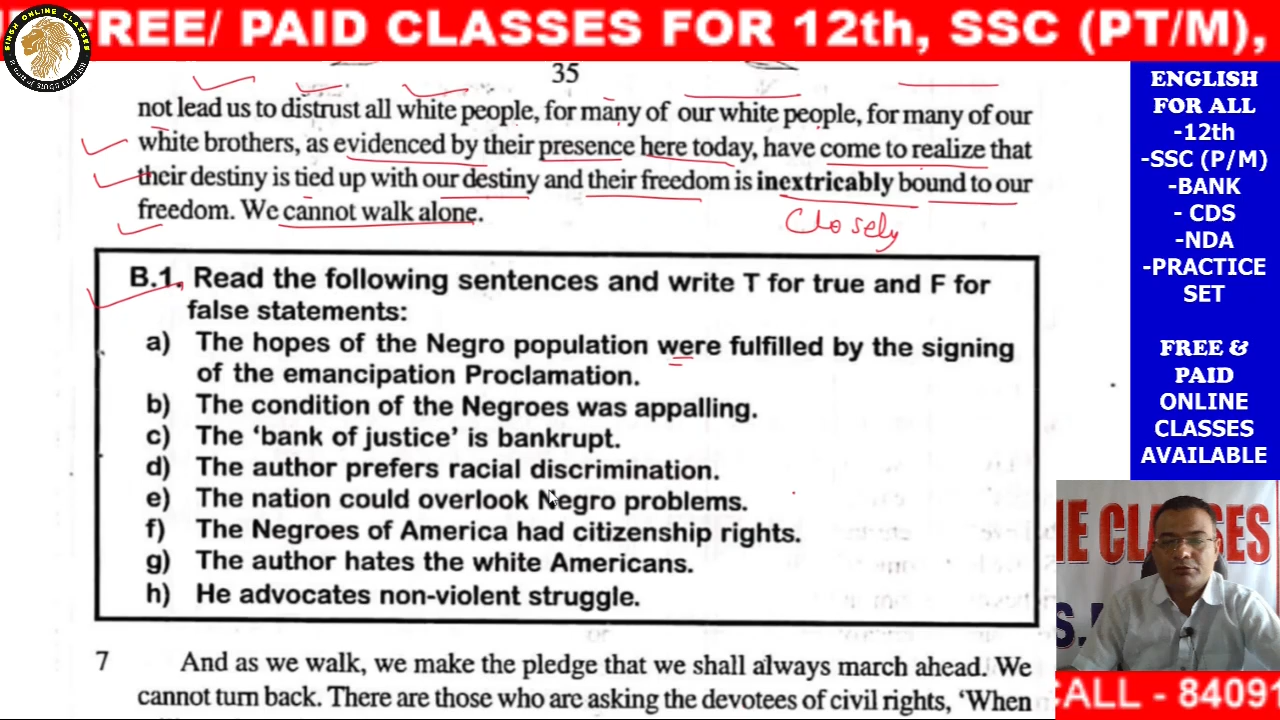 FREE/ PAID CLASSES FOR 12th, SSC (PT/M),
SINGH ONLINE CLASSES
35
not lead us to distrust all white people, for many of our white people, for many of our
white brothers, as evidenced by their presence here today, have come to realize that
their destiny is tied up with our destiny and their freedom is inextricably bound to our
freedom. We cannot walk alone.
Closely
B.1. Read the following sentences and write T for true and F for
false statements:
a) The hopes of the Negro population were fulfilled by the signing
of the emancipation Proclamation.
b) The condition of the Negroes was appalling.
c) The ‘bank of justice’ is bankrupt.
d) The author prefers racial discrimination.
e) The nation could overlook Negro problems.
f) The Negroes of America had citizenship rights.
g) The author hates the white Americans.
h) He advocates non-violent struggle.
7 And as we walk, we make the pledge that we shall always march ahead. We
cannot turn back. There are those who are asking the devotees of civil rights, ‘When
ENGLISH
FOR ALL
-12th
-SSC (P/M)
-BANK
- CDS
-NDA
-PRACTICE
SET
FREE &
PAID
ONLINE
CLASSES
AVAILABLE
NE CLASSES
S.
CALL - 84091